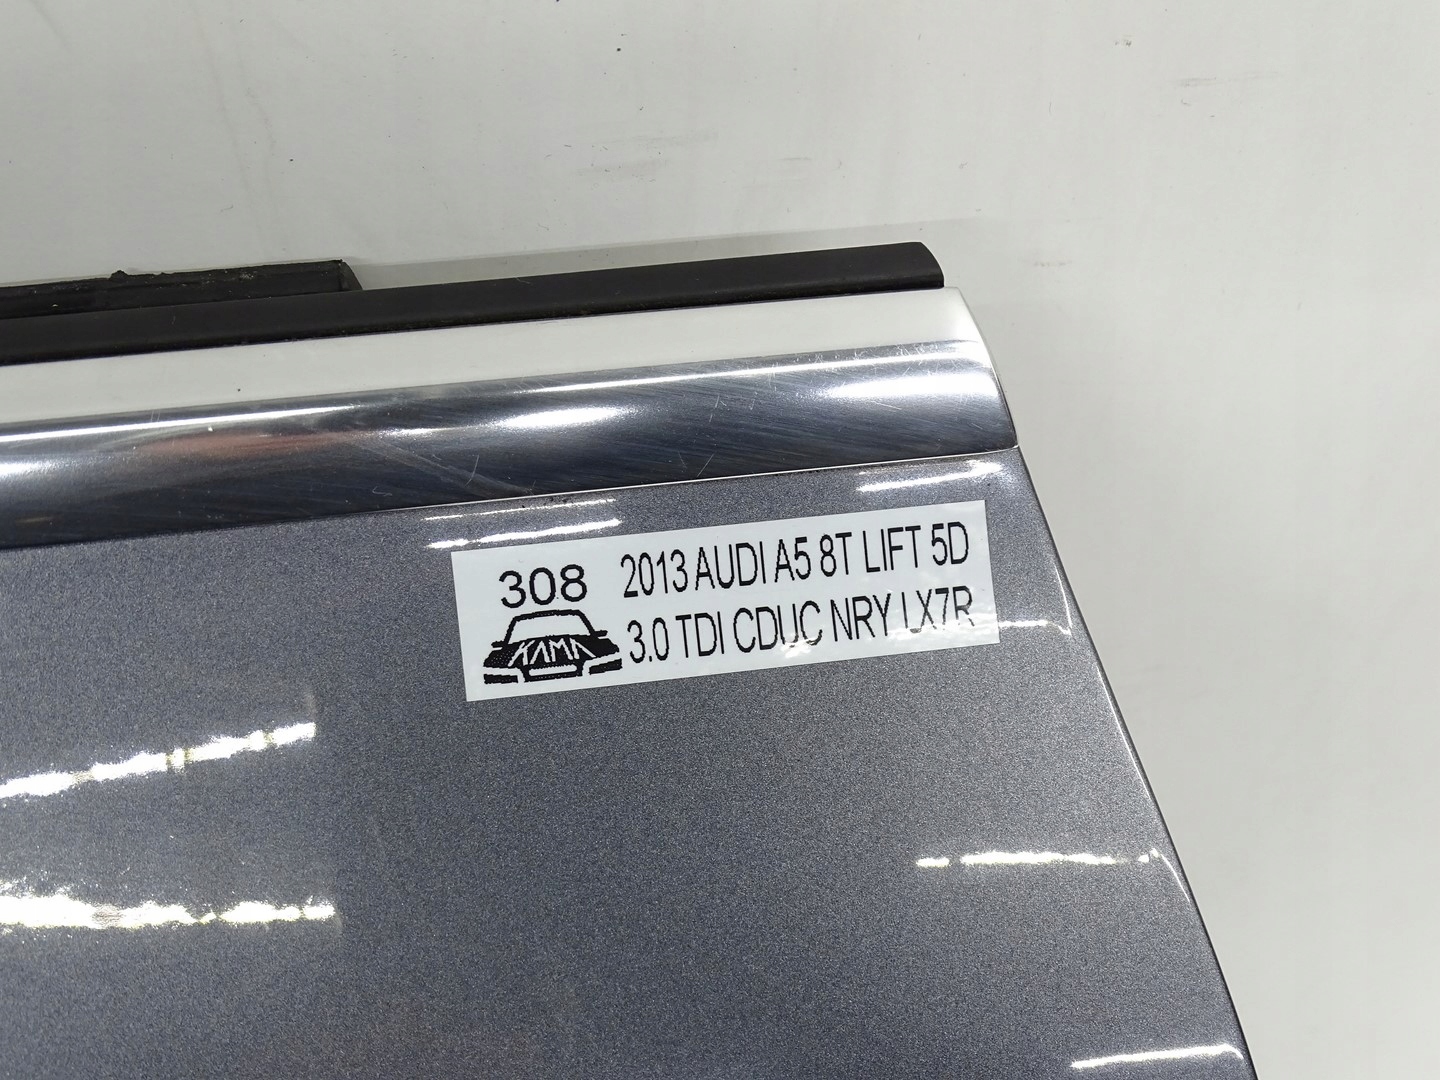 308
KAMA
2013 AUDI A5 8T LIFT 5D
3.0 TDI CDUC NRY LX7R